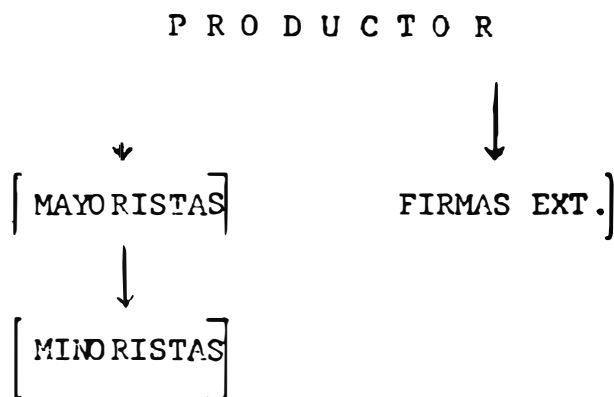 P R O D U C T O R
MAYORISTAS FIRMAS EXT.
MINORISTAS